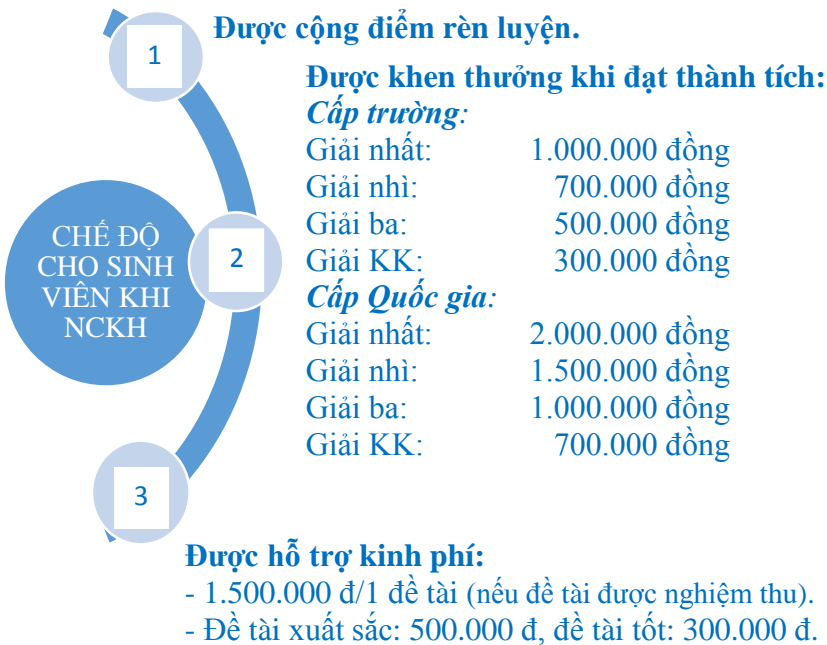 CHẾ ĐỘ
CHO SINH
VIÊN KHI
NCKH
1
Được cộng điểm rèn luyện.
2
Được khen thưởng khi đạt thành tích:
Cấp trường:
Giải nhất: 1.000.000 đồng
Giải nhì: 700.000 đồng
Giải ba: 500.000 đồng
Giải KK: 300.000 đồng
Cấp Quốc gia:
Giải nhất: 2.000.000 đồng
Giải nhì: 1.500.000 đồng
Giải ba: 1.000.000 đồng
Giải KK: 700.000 đồng
3
Được hỗ trợ kinh phí:
- 1.500.000 đ/1 đề tài (nếu đề tài được nghiệm thu).
- Đề tài xuất sắc: 500.000 đ, đề tài tốt: 300.000 đ.